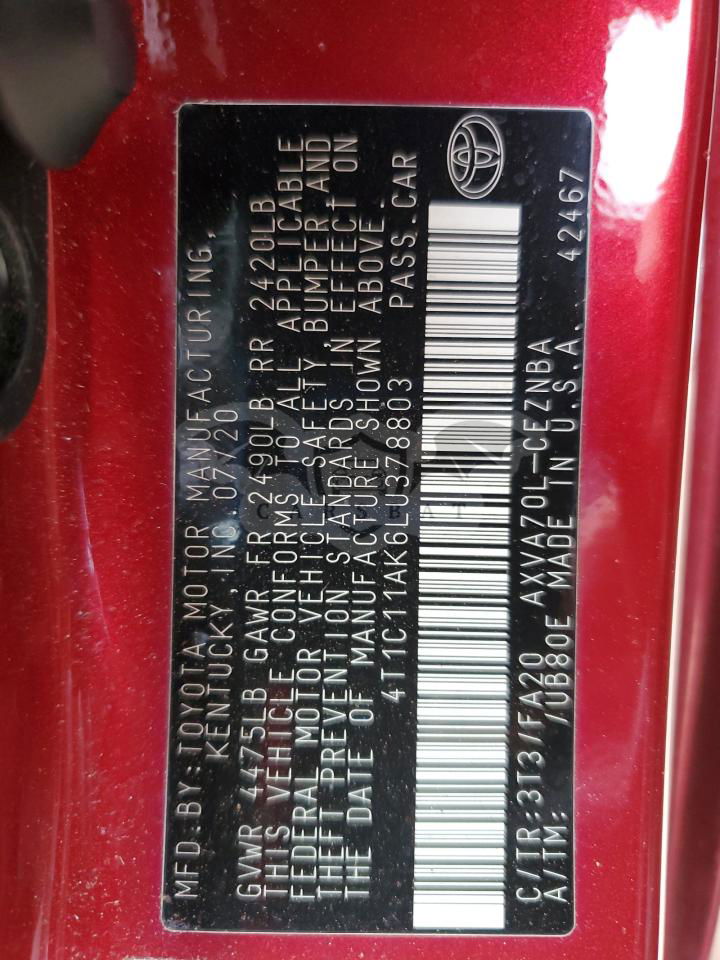 MFD.BY:TOYOTA MOTOR MANUFACTURING,
KENTUCKY,INC. 07/20
GVWR 4475LB GAWR FR 2490LB RR 2420LB
THIS VEHICLE CONFORMS TO ALL APPLICABLE
FEDERAL MOTOR VEHICLE SAFETY,BUMPER AND
THEFT PREVENTION STANDARDS IN EFFECT ON
THE DATE OF MANUFACTURE SHOWN ABOVE.
4T1C11AK6LU378803 PASS.CAR
C/TR:3T3/FA20 AXVA70L-CEZNBA
A/TM: /UB80E MADE IN U.S.A. 42467
CARSBAT